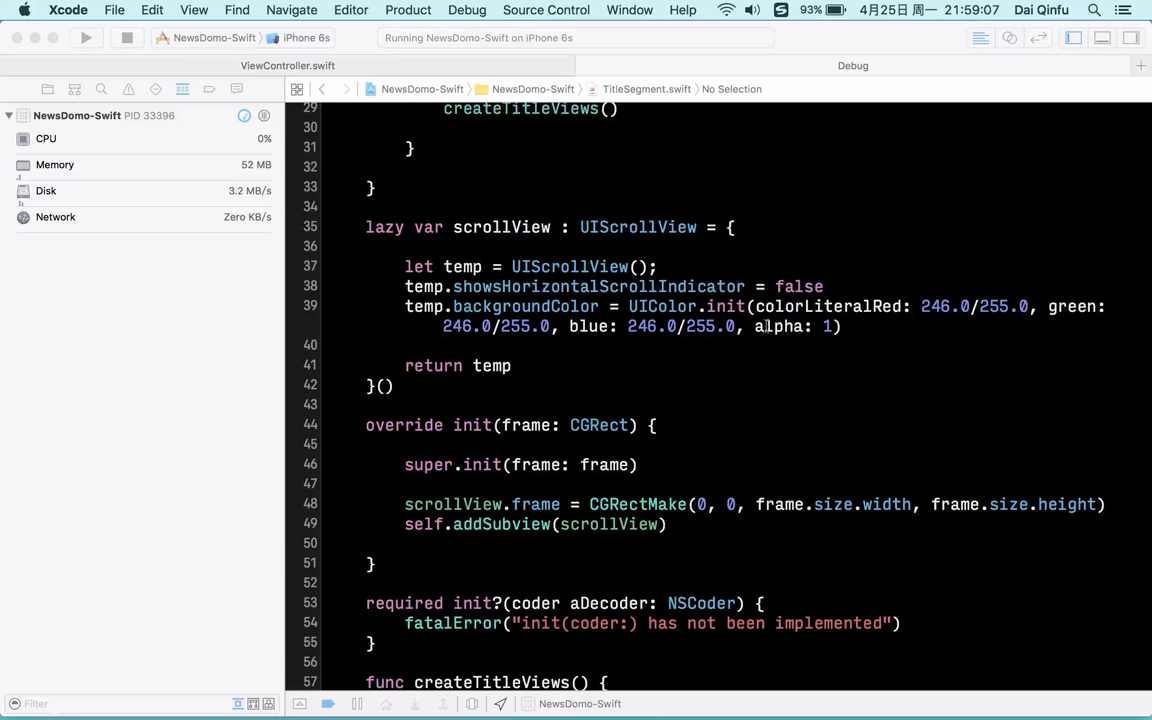 Xcode File Edit View Find Navigate Editor Product Debug Source Control Window Help 93% 4月25日 周一 21:59:07 Dai Qinfu
NewsDomo-Swift iPhone 6s Running NewsDomo-Swift on iPhone 6s
ViewController.swift Debug
NewsDomo-Swift NewsDomo-Swift TitleSegment.swift No Selection
NewsDomo-Swift PID 33396
CPU 0%
Memory 52 MB
Disk 3.2 MB/s
Network Zero KB/s
29 createTitleViews()
30
31 }
32
33 }
34
35 lazy var scrollView : UIScrollView = {
36
37 let temp = UIScrollView();
38 temp.showsHorizontalScrollIndicator = false
39 temp.backgroundColor = UIColor.init(colorLiteralRed: 246.0/255.0, green:
246.0/255.0, blue: 246.0/255.0, alpha: 1)
40
41 return temp
42 }()
43
44 override init(frame: CGRect) {
45
46 super.init(frame: frame)
47
48 scrollView.frame = CGRectMake(0, 0, frame.size.width, frame.size.height)
49 self.addSubview(scrollView)
50
51 }
52
53 required init?(coder aDecoder: NSCoder) {
54 fatalError("init(coder:) has not been implemented")
55 }
56
57 func createTitleViews() {
Filter NewsDomo-Swift